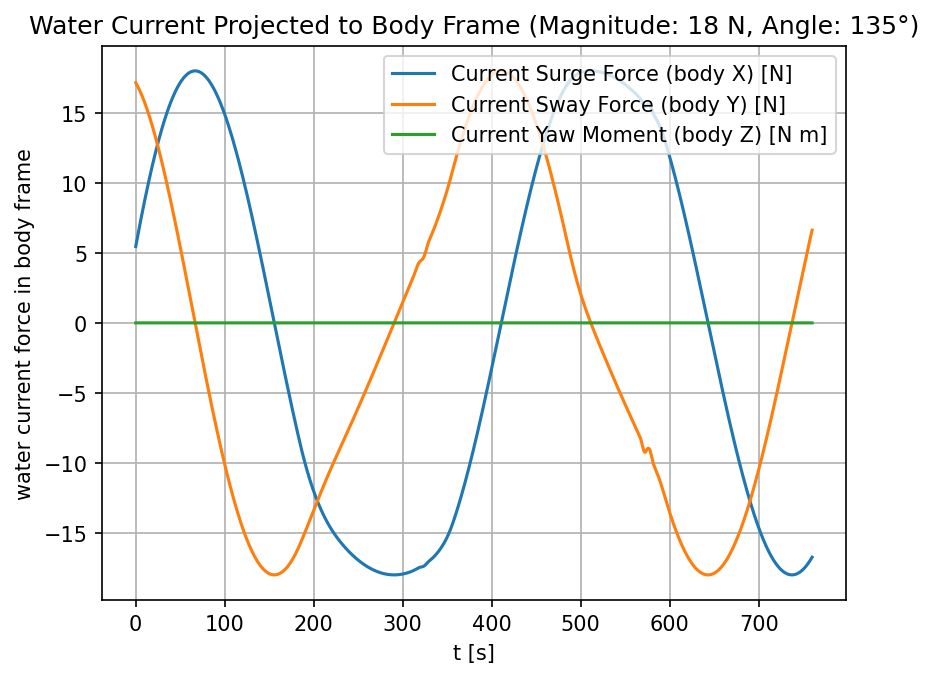 Water Current Projected to Body Frame (Magnitude: 18 N, Angle: 135°)
Current Surge Force (body X) [N]
Current Sway Force (body Y) [N]
Current Yaw Moment (body Z) [N m]
water current force in body frame
15
10
5
0
−5
−10
−15
0 100 200 300 400 500 600 700
t [s]